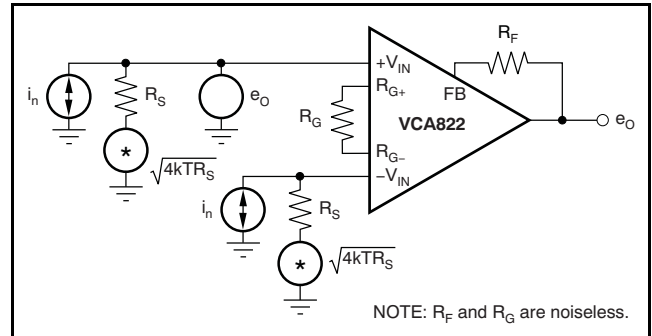 R_F
+V_IN
i_n
R_S
e_O
R_G+
FB
R_G
VCA822
e_O
*
√4kTR_S
R_G−
−V_IN
i_n
R_S
*
√4kTR_S
NOTE: R_F and R_G are noiseless.